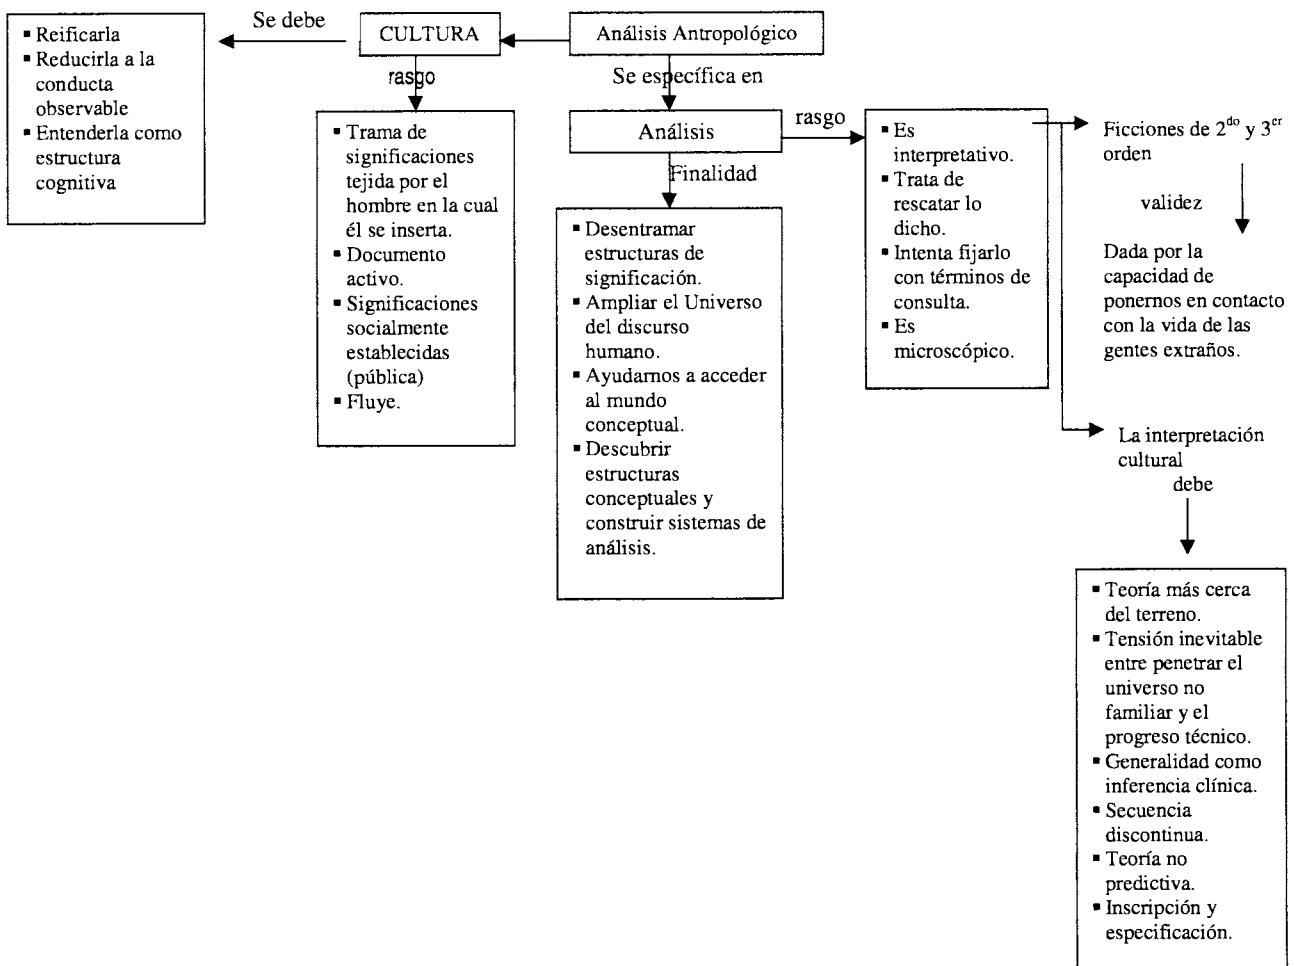 Se debe
▪ Reificarla
▪ Reducirla a la
conducta
observable
▪ Entenderla como
estructura
cognitiva
CULTURA
rasgo
▪ Trama de
significaciones
tejida por el
hombre en la cual
él se inserta.
▪ Documento
activo.
▪ Significaciones
socialmente
establecidas
(pública)
▪ Fluye.
Análisis Antropológico
Se específica en
Análisis
Finalidad
▪ Desentramar
estructuras de
significación.
▪ Ampliar el Universo
del discurso
humano.
▪ Ayudarnos a acceder
al mundo
conceptual.
▪ Descubrir
estructuras
conceptuales y
construir sistemas de
análisis.
rasgo
▪ Es
interpretativo.
▪ Trata de
rescatar lo
dicho.
▪ Intenta fijarlo
con términos de
consulta.
▪ Es
microscópico.
Ficciones de 2do y 3er
orden
validez
Dada por la
capacidad de
ponernos en contacto
con la vida de las
gentes extraños.
La interpretación
cultural
debe
▪ Teoría más cerca
del terreno.
▪ Tensión inevitable
entre penetrar el
universo no
familiar y el
progreso técnico.
▪ Generalidad como
inferencia clínica.
▪ Secuencia
discontinua.
▪ Teoría no
predictiva.
▪ Inscripción y
especificación.